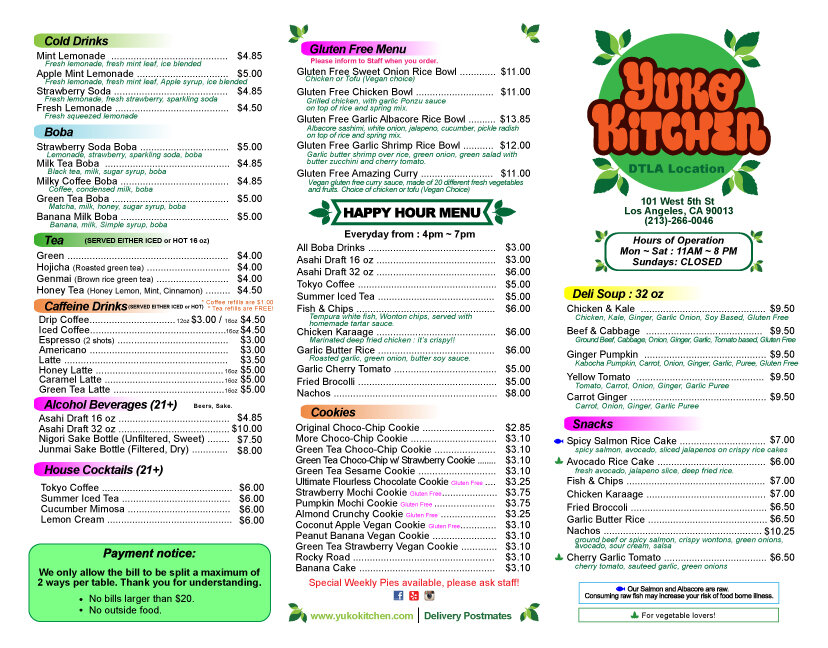 Cold Drinks
Mint Lemonade ........ $4.85
Fresh lemonade, fresh mint leaf, ice blended
Apple Mint Lemonade ........ $5.00
Fresh lemonade, fresh mint leaf, Apple syrup, ice blended
Strawberry Soda ........ $4.85
Fresh lemonade, fresh strawberry, sparkling soda
Fresh Lemonade ........ $4.50
Fresh squeezed lemonade
Boba
Strawberry Soda Boba ........ $5.00
Lemonade, strawberry, sparkling soda, boba
Milk Tea Boba ........ $4.85
Black tea, milk, sugar syrup, boba
Milky Coffee Boba ........ $4.85
Coffee, condensed milk, boba
Green Tea Boba ........ $5.00
Matcha, milk, honey, sugar syrup, boba
Banana Milk Boba ........ $5.00
Banana, milk, Simple syrup, boba
Tea (SERVED EITHER ICED or HOT 16 oz)
Green ........ $4.00
Hojicha (Roasted green tea) ........ $4.00
Genmai (Brown rice green tea) ........ $4.00
Honey Tea (Honey Lemon, Mint, Cinnamon) ........ $4.50
Caffeine Drinks (SERVED EITHER ICED or HOT)
* Coffee refills are $1.00
* Tea refills are FREE!
Drip Coffee ........ 12oz $3.00 / 16oz $4.50
Iced Coffee ........ 16oz $4.50
Espresso (2 shots) ........ $3.00
Americano ........ $3.00
Latte ........ $3.50
Honey Latte ........ 16oz $5.00
Caramel Latte ........ 16oz $5.00
Green Tea Latte ........ 16oz $5.00
Alcohol Beverages (21+) Beers, Sake.
Asahi Draft 16 oz ........ $4.85
Asahi Draft 32 oz ........ $10.00
Nigori Sake Bottle (Unfiltered, Sweet) ........ $7.50
Junmai Sake Bottle (Filtered, Dry) ........ $8.00
House Cocktails (21+)
Tokyo Coffee ........ $6.00
Summer Iced Tea ........ $6.00
Cucumber Mimosa ........ $6.00
Lemon Cream ........ $6.00
Payment notice:
We only allow the bill to be split a maximum of
2 ways per table. Thank you for understanding.
• No bills larger than $20.
• No outside food.
Gluten Free Menu
Please inform to Staff when you order.
Gluten Free Sweet Onion Rice Bowl ........ $11.00
Chicken or Tofu (Vegan choice)
Gluten Free Chicken Bowl ........ $11.00
Grilled chicken, with garlic Ponzu sauce
on top of rice and spring mix.
Gluten Free Garlic Albacore Rice Bowl ........ $13.85
Albacore sashimi, white onion, jalapeno, cucumber, pickle radish
on top of rice and spring mix.
Gluten Free Garlic Shrimp Rice Bowl ........ $12.00
Garlic butter shrimp over rice, green onion, green salad with
butter zucchini and cherry tomato.
Gluten Free Amazing Curry ........ $11.00
Vegan gluten free curry sauce, made of 20 different fresh vegetables
and fruits. Choice of chicken or tofu (Vegan Choice)
HAPPY HOUR MENU
Everyday from : 4pm ~ 7pm
All Boba Drinks ........ $3.00
Asahi Draft 16 oz ........ $3.00
Asahi Draft 32 oz ........ $6.00
Tokyo Coffee ........ $5.00
Summer Iced Tea ........ $5.00
Fish & Chips ........ $6.00
Tempura white fish, Wonton chips, served with
homemade tartar sauce.
Chicken Karaage ........ $6.00
Marinated deep fried chicken : it's crispy!!
Garlic Butter Rice ........ $6.00
Roasted garlic, green onion, butter soy sauce.
Garlic Cherry Tomato ........ $5.00
Fried Brocolli ........ $5.00
Nachos ........ $8.00
Cookies
Original Choco-Chip Cookie ........ $2.85
More Choco-Chip Cookie ........ $3.10
Green Tea Choco-Chip Cookie ........ $3.10
Green Tea Choco-Chip w/ Strawberry Cookie ........ $3.10
Green Tea Sesame Cookie ........ $3.10
Ultimate Flourless Chocolate Cookie Gluten Free ........ $3.25
Strawberry Mochi Cookie Gluten Free ........ $3.75
Pumpkin Mochi Cookie Gluten Free ........ $3.75
Almond Crunchy Cookie Gluten Free ........ $3.25
Coconut Apple Vegan Cookie Gluten Free ........ $3.10
Peanut Banana Vegan Cookie ........ $3.10
Green Tea Strawberry Vegan Cookie ........ $3.10
Rocky Road ........ $3.10
Banana Cake ........ $3.10
Special Weekly Pies available, please ask staff!
www.yukokitchen.com | Delivery Postmates
YUKO
KiTCHEN
DTLA Location
101 West 5th St
Los Angeles, CA 90013
(213)-266-0046
Hours of Operation
Mon ~ Sat : 11AM ~ 8 PM
Sundays: CLOSED
Deli Soup : 32 oz
Chicken & Kale ........ $9.50
Chicken, Kale, Ginger, Garlic Onion, Soy Based, Gluten Free
Beef & Cabbage ........ $9.50
Ground Beef, Cabbage, Onion, Ginger, Garlic, Tomato based, Gluten Free
Ginger Pumpkin ........ $9.50
Kabocha Pumpkin, Carrot, Onion, Ginger, Garlic, Puree, Gluten Free
Yellow Tomato ........ $9.50
Tomato, Carrot, Onion, Ginger, Garlic
Carrot Ginger ........ $9.50
Carrot, Onion, Ginger, Garlic Puree
Snacks
Spicy Salmon Rice Cake ........ $7.00
spicy salmon, avocado, sliced jalapenos on crispy rice cakes
Avocado Rice Cake ........ $6.00
fresh avocado, jalapeno slice, deep fried rice.
Fish & Chips ........ $7.00
Chicken Karaage ........ $7.00
Fried Broccoli ........ $6.50
Garlic Butter Rice ........ $6.50
Nachos ........ $10.25
ground beef or spicy salmon, crispy wontons, green onions,
avocado, sour cream, salsa
Cherry Garlic Tomato ........ $6.50
cherry tomato, sauteed garlic, green onions
Our Salmon and Albacore are raw.
Consuming raw fish may increase your risk of food borne illness.
For vegetable lovers!